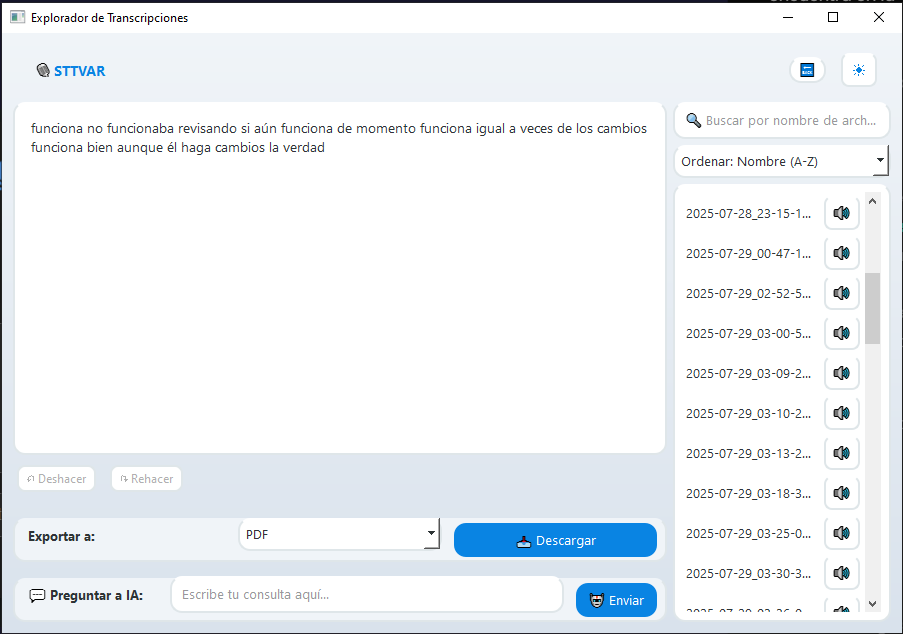 Explorador de Transcripciones
STTVAR
BACK
funciona no funcionaba revisando si aún funciona de momento funciona igual a veces de los cambios
funciona bien aunque él haga cambios la verdad
Deshacer
Rehacer
Exportar a:
PDF
Descargar
Preguntar a IA:
Escribe tu consulta aquí...
Enviar
Buscar por nombre de arch...
Ordenar: Nombre (A-Z)
2025-07-28_23-15-1...
2025-07-29_00-47-1...
2025-07-29_02-52-5...
2025-07-29_03-00-5...
2025-07-29_03-09-2...
2025-07-29_03-10-2...
2025-07-29_03-13-2...
2025-07-29_03-18-3...
2025-07-29_03-25-0...
2025-07-29_03-30-3...